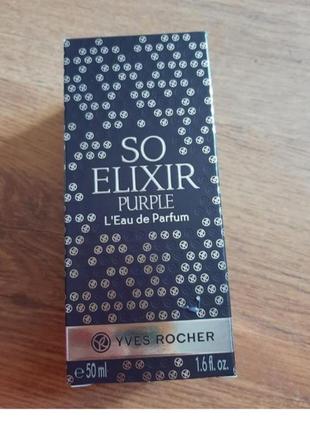 SO
ELIXIR
PURPLE
L'Eau de Parfum
YVES ROCHER
e 50 ml 1.6 fl. oz.